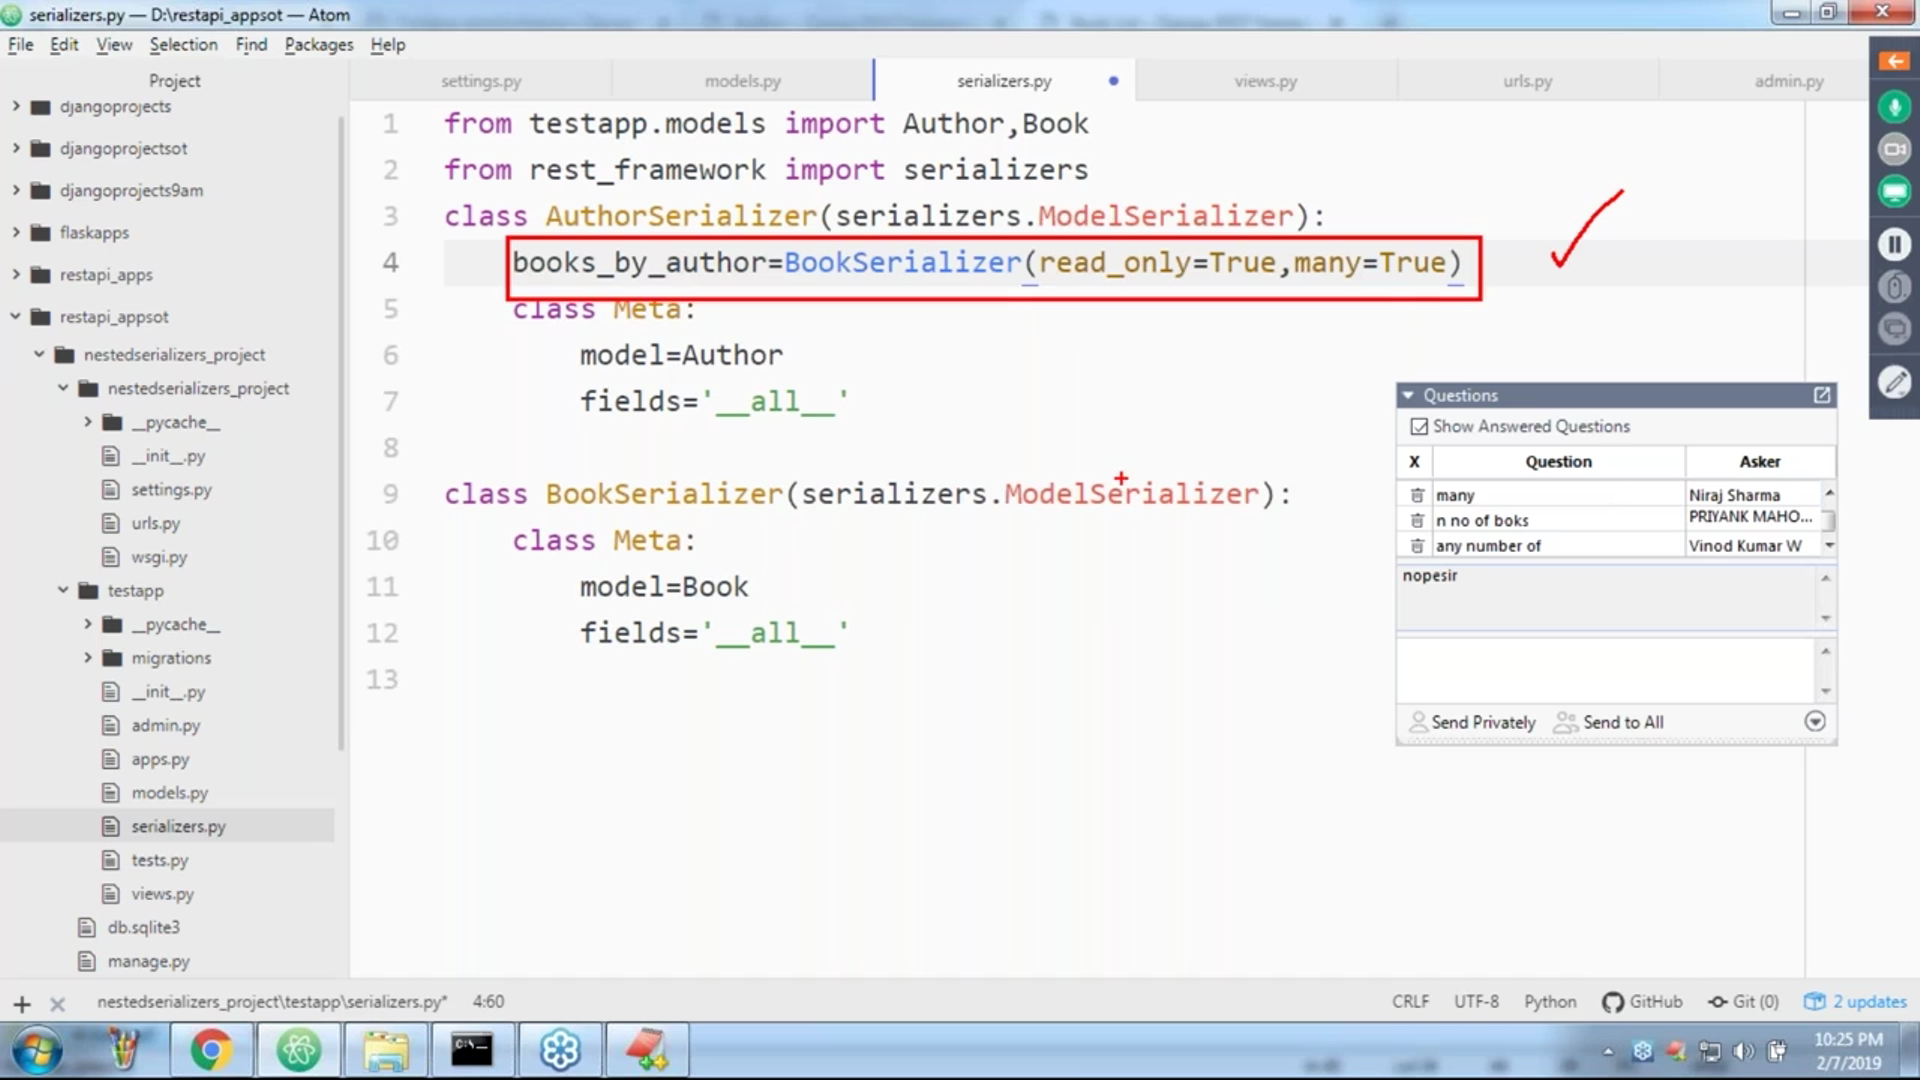 serializers.py — D:\restapi_appsot — Atom
File Edit View Selection Find Packages Help
Project
settings.py
models.py
serializers.py
views.py
urls.py
admin.py
djangoprojects
djangoprojectsot
djangoprojects9am
flaskapps
restapi_apps
restapi_appsot
nestedserializers_project
nestedserializers_project
__pycache__
__init__.py
settings.py
urls.py
wsgi.py
testapp
__pycache__
migrations
__init__.py
admin.py
apps.py
models.py
serializers.py
tests.py
views.py
db.sqlite3
manage.py
1 from testapp.models import Author,Book
2 from rest_framework import serializers
3 class AuthorSerializer(serializers.ModelSerializer):
4 books_by_author=BookSerializer(read_only=True,many=True)
5 class Meta:
6 model=Author
7 fields='__all__'
8
9 class BookSerializer(serializers.ModelSerializer):
10 class Meta:
11 model=Book
12 fields='__all__'
13
Questions
Show Answered Questions
X Question Asker
many Niraj Sharma
n no of boks PRIYANK MAHO...
any number of Vinod Kumar W
nopesir
Send Privately Send to All
nestedserializers_project\testapp\serializers.py* 4:60
CRLF UTF-8 Python GitHub Git (0) 2 updates
C:\_
10:25 PM
2/7/2019